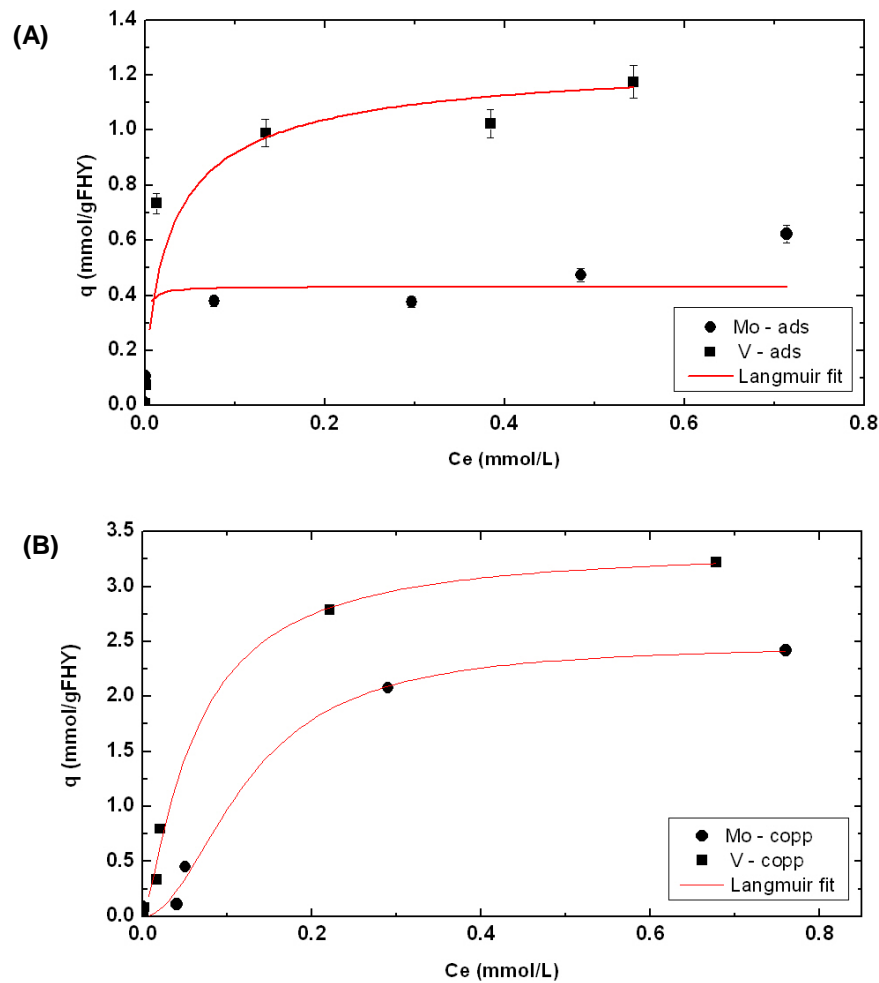 (A)
1.4
1.2
1.0
0.8
0.6
0.4
0.2
0.0
q (mmol/gFHY)
Mo - ads
V - ads
Langmuir fit
0.0 0.2 0.4 0.6 0.8
Ce (mmol/L)
(B)
3.5
3.0
2.5
2.0
1.5
1.0
0.5
0.0
q (mmol/gFHY)
Mo - copp
V - copp
Langmuir fit
0.0 0.2 0.4 0.6 0.8
Ce (mmol/L)